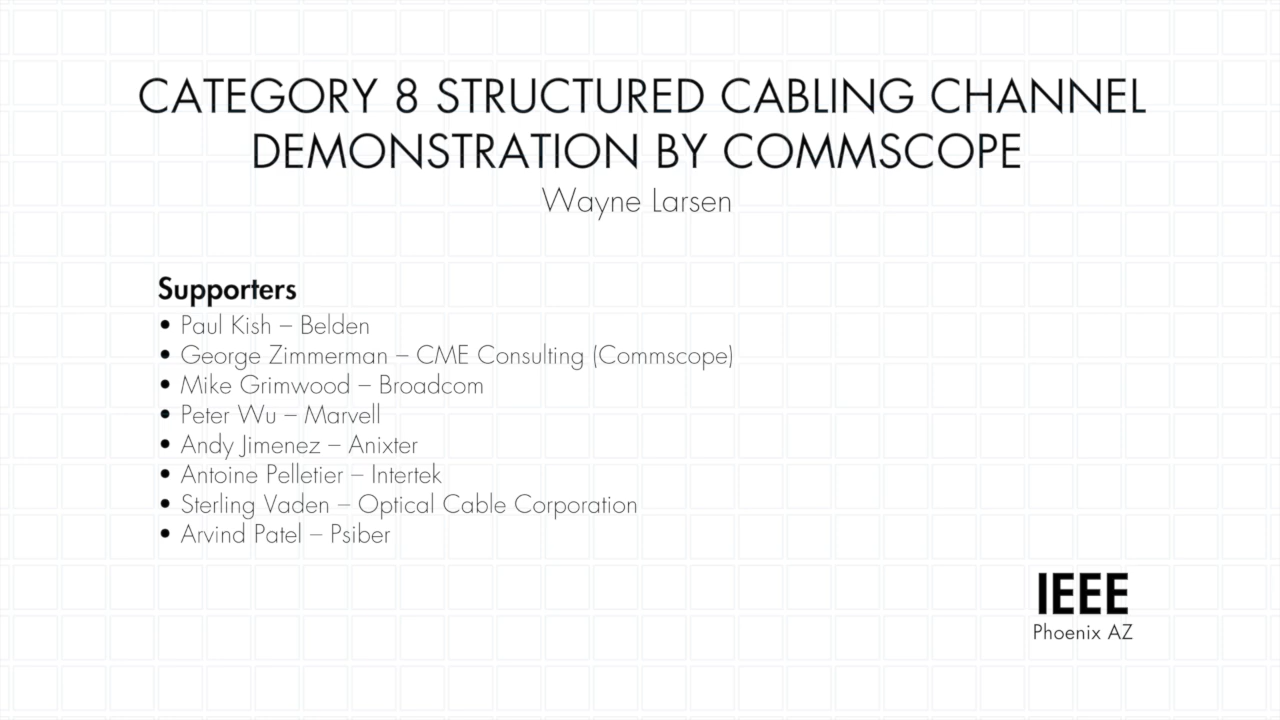 CATEGORY 8 STRUCTURED CABLING CHANNEL
DEMONSTRATION BY COMMSCOPE
Wayne Larsen
Supporters
• Paul Kish – Belden
• George Zimmerman – CME Consulting (Commscope)
• Mike Grimwood – Broadcom
• Peter Wu – Marvell
• Andy Jimenez – Anixter
• Antoine Pelletier – Intertek
• Sterling Vaden – Optical Cable Corporation
• Arvind Patel – Psiber
IEEE
Phoenix AZ